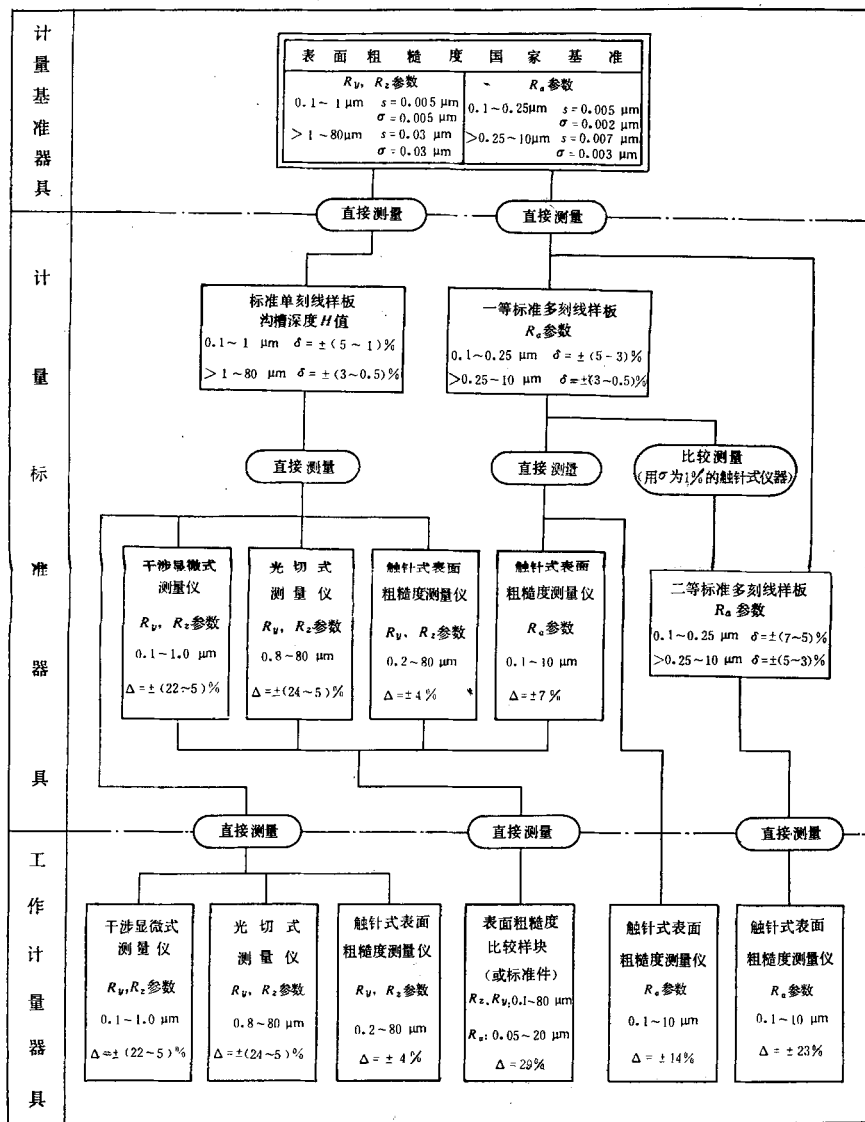 计量基准器具
表面粗糙度国家基准
Ry, Rz参数
0.1~1μm s=0.005 μm
σ=0.005 μm
>1~80μm s=0.03 μm
σ=0.03 μm
Ra参数
0.1~0.25μm s=0.005 μm
σ=0.002 μm
>0.25~10μm s=0.007 μm
σ=0.003 μm
直接测量
直接测量
计量标准器具
标准单刻线样板
沟槽深度H值
0.1~1 μm δ=±(5~1)%
>1~80 μm δ=±(3~0.5)%
一等标准多刻线样板
Ra参数
0.1~0.25 μm δ=±(5-3)%
>0.25~10 μm δ=±(3~0.5)%
直接测量
直接测量
比较测量
(用σ为1%的触针式仪器)
干涉显微式
测量仪
Ry, Rz参数
0.1~1.0 μm
Δ=±(22~5)%
光切式
测量仪
Ry, Rz参数
0.8~80 μm
Δ=±(24~5)%
触针式表面
粗糙度测量仪
Ry, Rz参数
0.2~80 μm
Δ=±4%
触针式表面
粗糙度测量仪
Ra参数
0.1~10 μm
Δ=±7%
二等标准多刻线样板
Ra参数
0.1~0.25 μm δ=±(7~5)%
>0.25~10 μm δ=±(5~3)%
直接测量
直接测量
直接测量
工作计量器具
干涉显微式
测量仪
Ry,Rz参数
0.1~1.0 μm
Δ=±(22~5)%
光切式
测量仪
Ry, Rz参数
0.8~80 μm
Δ=±(24~5)%
触针式表面
粗糙度测量仪
Ry, Rz参数
0.2~80 μm
Δ=±4%
表面粗糙度
比较样块
(或标准件)
Rz、Ry:0.1~80 μm
Ra:0.05~20 μm
Δ=29%
触针式表面
粗糙度测量仪
Ra参数
0.1~10 μm
Δ=±14%
触针式表面
粗糙度测量仪
Ra参数
0.1~10 μm
Δ=±23%